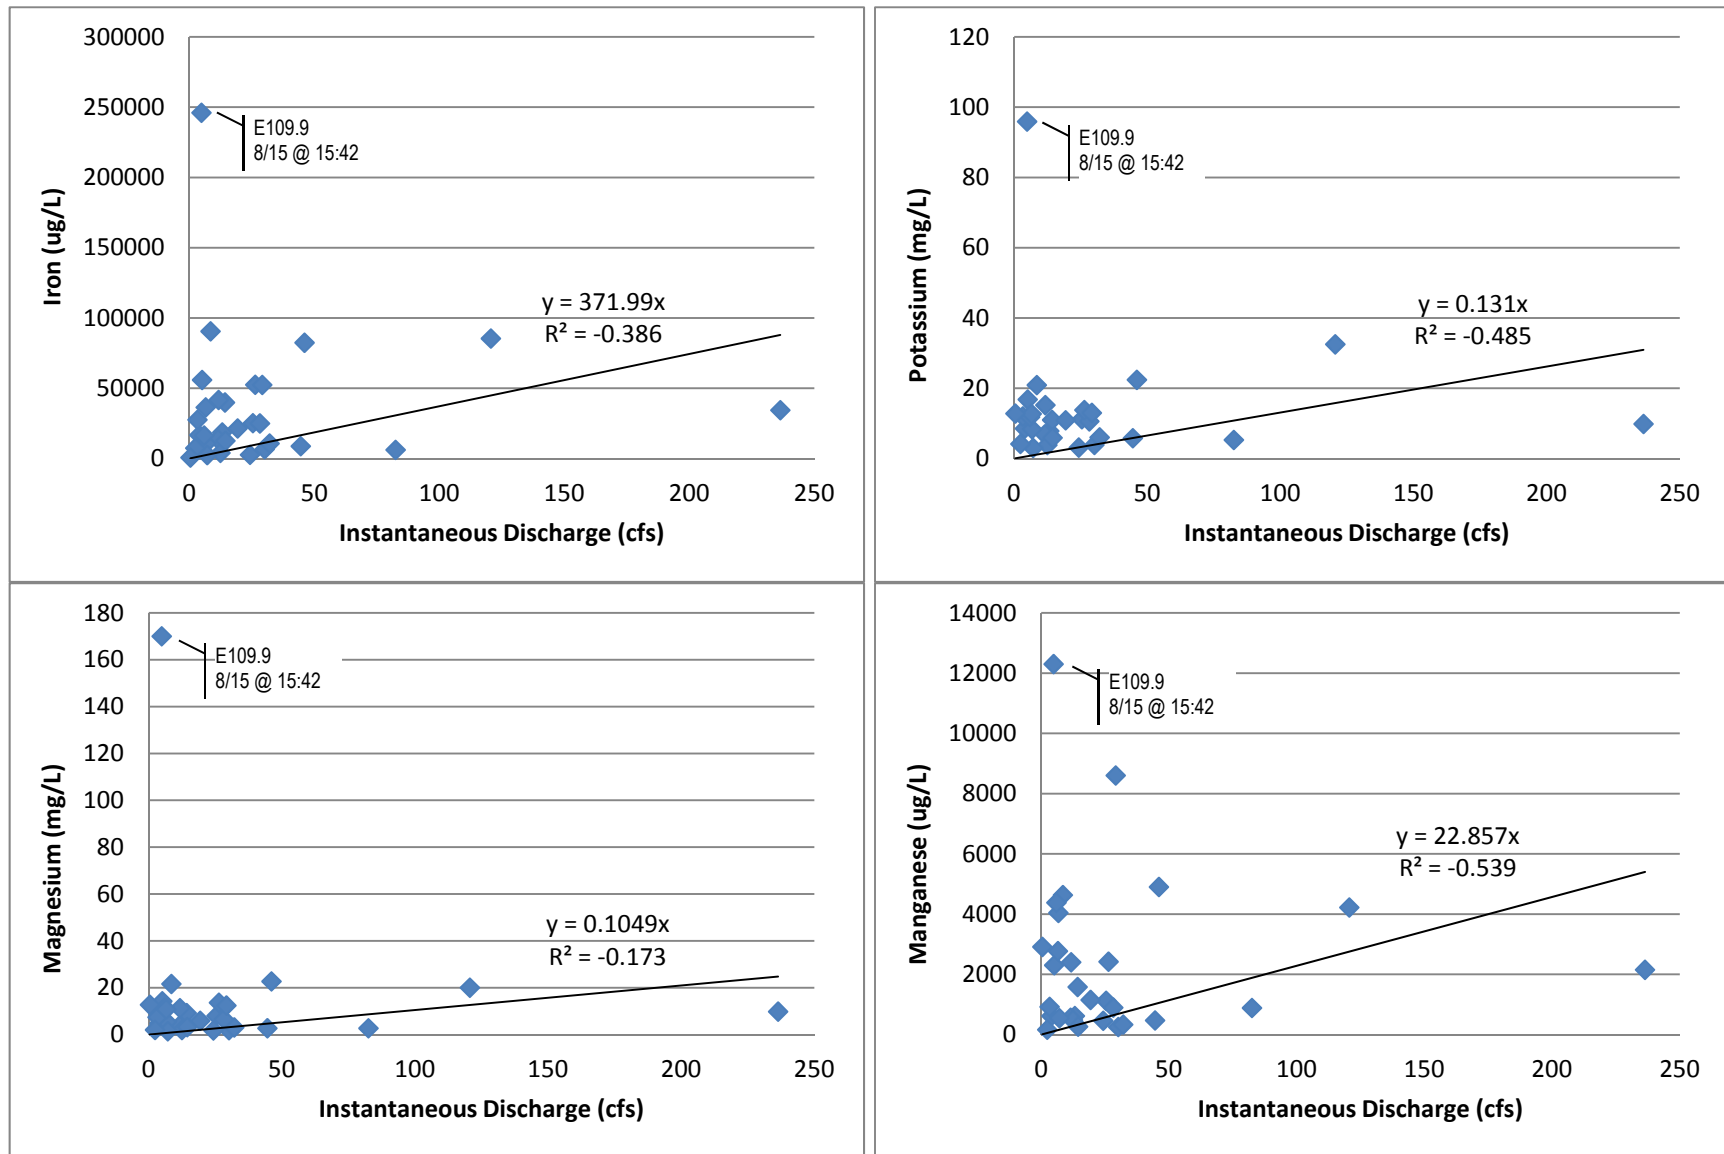 300000
250000
200000
150000
100000
50000
0
Iron (ug/L)
E109.9
8/15 @ 15:42
y = 371.99x
R² = -0.386
0 50 100 150 200 250
Instantaneous Discharge (cfs)
120
100
80
60
40
20
0
Potassium (mg/L)
E109.9
8/15 @ 15:42
y = 0.131x
R² = -0.485
0 50 100 150 200 250
Instantaneous Discharge (cfs)
180
160
140
120
100
80
60
40
20
0
Magnesium (mg/L)
E109.9
8/15 @ 15:42
y = 0.1049x
R² = -0.173
0 50 100 150 200 250
Instantaneous Discharge (cfs)
14000
12000
10000
8000
6000
4000
2000
0
Manganese (ug/L)
E109.9
8/15 @ 15:42
y = 22.857x
R² = -0.539
0 50 100 150 200 250
Instantaneous Discharge (cfs)